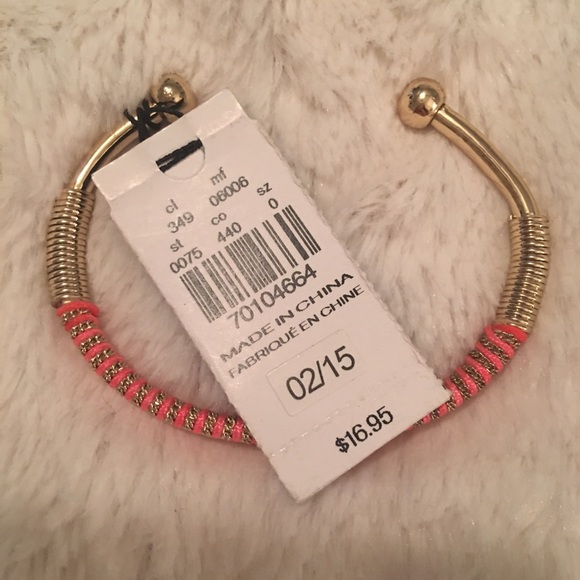 cl mf
349 06006
st co sz
0075 440 0
70104664
MADE IN CHINA
FABRIQUÉ EN CHINE
02/15
$16.95